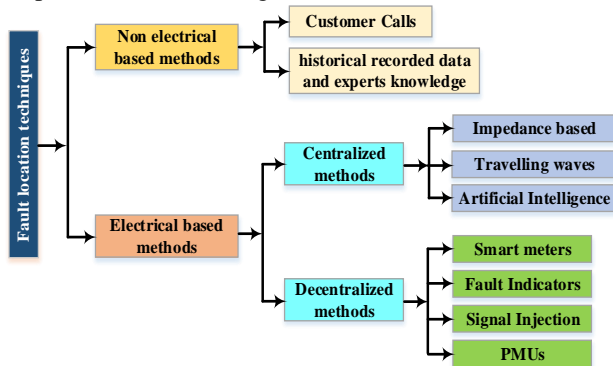 Fault location techniques
Non electrical
based methods
Customer Calls
historical recorded data
and experts knowledge
Electrical based
methods
Centralized
methods
Impedance based
Travelling waves
Artificial Intelligence
Decentralized
methods
Smart meters
Fault Indicators
Signal Injection
PMUs